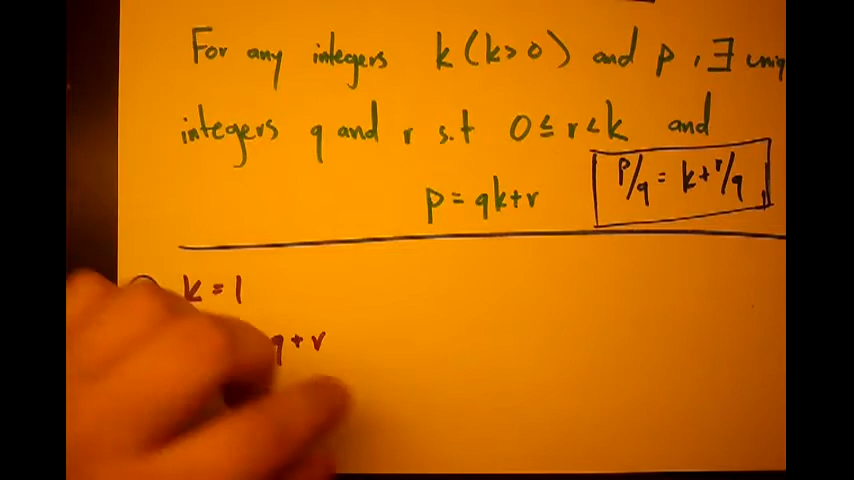 For any integers k (k>0) and p, ∃
integers q and r s.t 0 ≤ r < k and
p = qk+r
p/q = k+r/q
k = 1
q + r